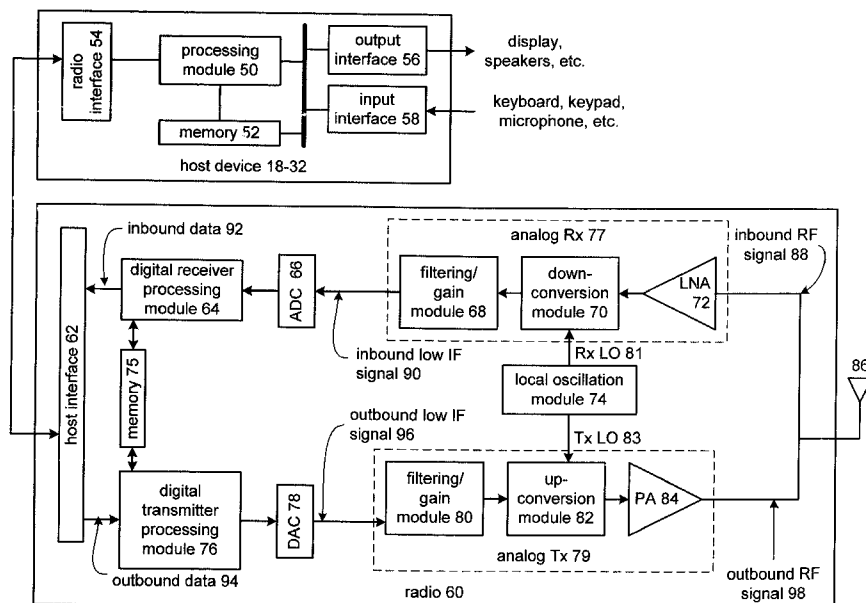 radio
interface 54
processing
module 50
memory 52
output
interface 56
input
interface 58
display,
speakers, etc.
keyboard, keypad,
microphone, etc.
host device 18-32
inbound data 92
host interface 62
digital receiver
processing
module 64
ADC 66
inbound low IF
signal 90
analog Rx 77
filtering/
gain
module 68
down-
conversion
module 70
LNA
72
inbound RF
signal 88
Rx LO 81
local oscillation
module 74
Tx LO 83
86
memory 75
outbound low IF
signal 96
digital
transmitter
processing
module 76
DAC 78
filtering/
gain
module 80
up-
conversion
module 82
PA 84
analog Tx 79
outbound data 94
outbound RF
signal 98
radio 60